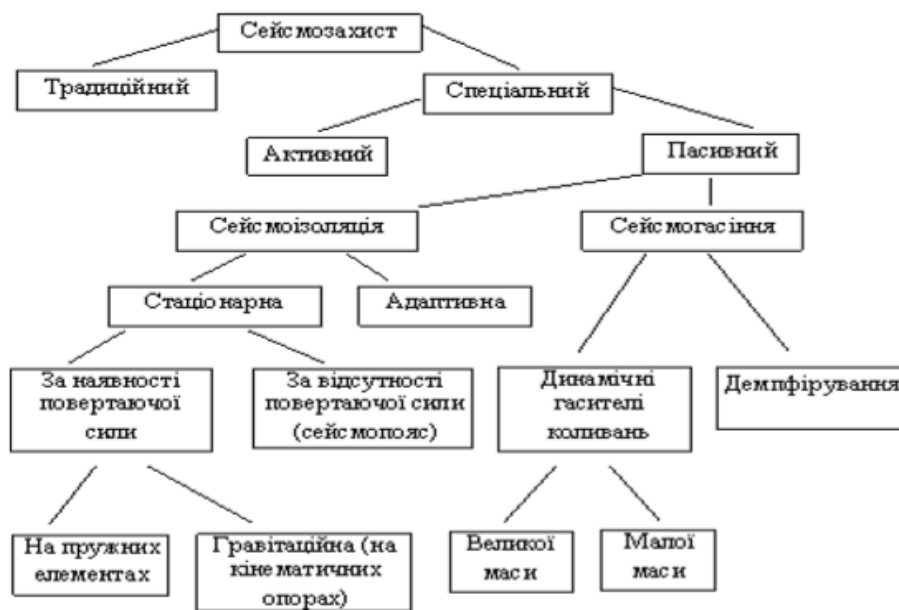 Сейсмозахист
Традиційний
Спеціальний
Активний
Пасивний
Сейсмоізоляція
Сейсмогасіння
Стаціонарна
Адаптивна
За наявності
повертаючої
сили
За відсутності
повертаючої сили
(сейсмопояс)
Динамічні
гасителі
коливань
Демпфірування
На пружних
елементах
Гравітаційна (на
кінематичних
опорах)
Великої
маси
Малої
маси